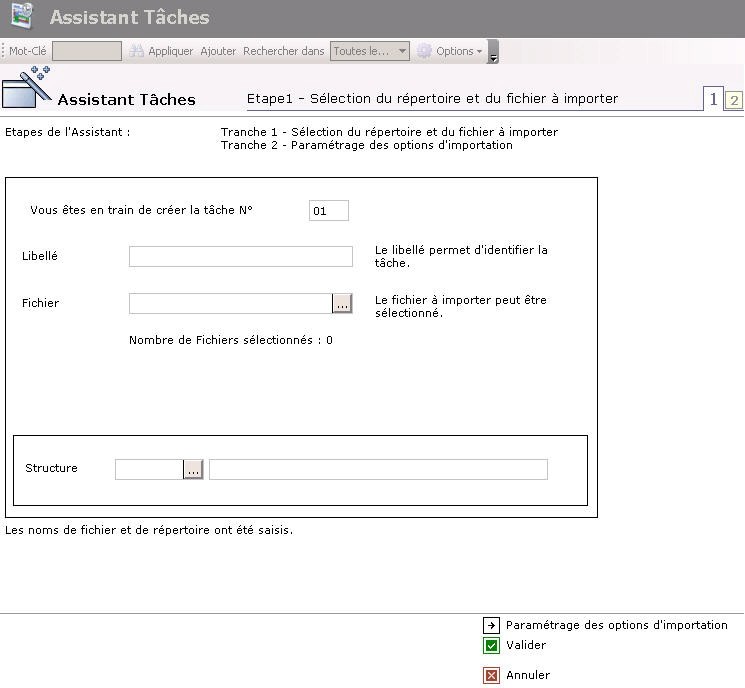 Assistant Tâches
Mot-Clé Appliquer Ajouter Rechercher dans Toutes le... Options
Assistant Tâches Etape1 - Sélection du répertoire et du fichier à importer 1 2
Etapes de l'Assistant : Tranche 1 - Sélection du répertoire et du fichier à importer
Tranche 2 - Paramétrage des options d'importation
Vous êtes en train de créer la tâche N° 01
Libellé Le libellé permet d'identifier la
tâche.
Fichier ... Le fichier à importer peut être
sélectionné.
Nombre de Fichiers sélectionnés : 0
Structure ...
Les noms de fichier et de répertoire ont été saisis.
Paramétrage des options d'importation
Valider
Annuler